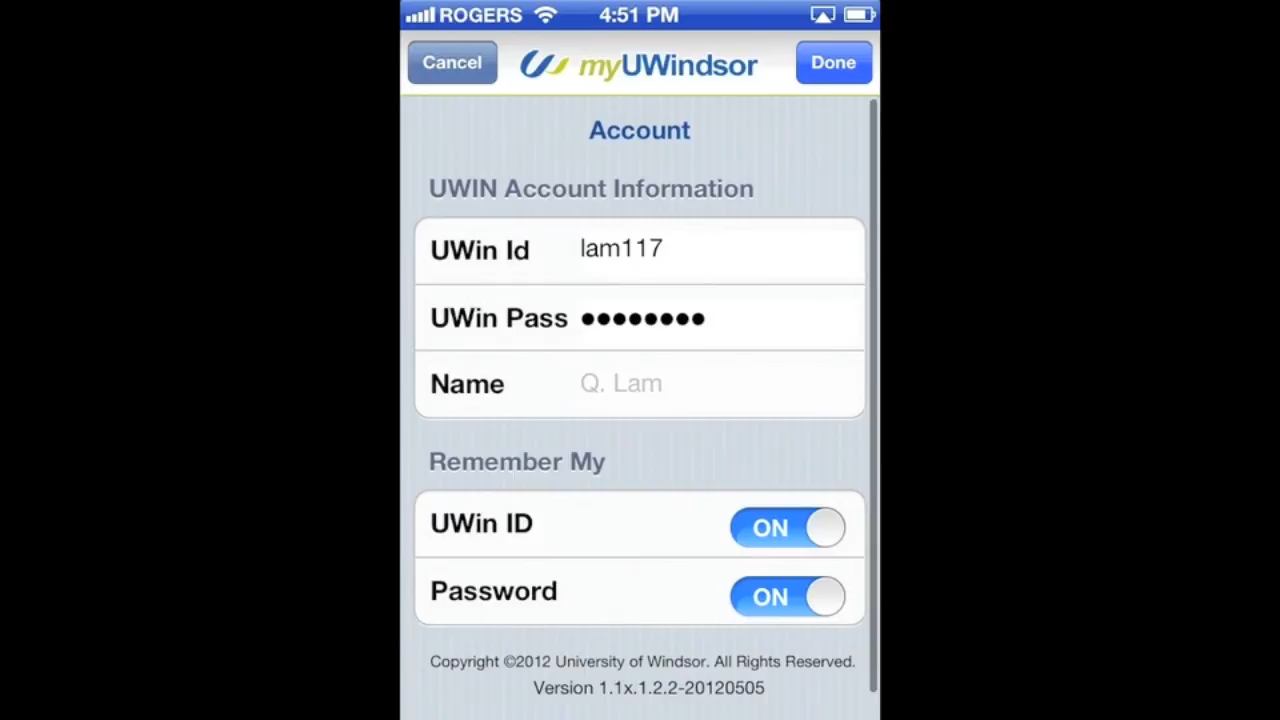 ROGERS 4:51 PM
Cancel myUWindsor Done
Account
UWIN Account Information
UWin Id lam117
UWin Pass ●●●●●●●●
Name Q. Lam
Remember My
UWin ID ON
Password ON
Copyright ©2012 University of Windsor. All Rights Reserved.
Version 1.1x.1.2.2-20120505